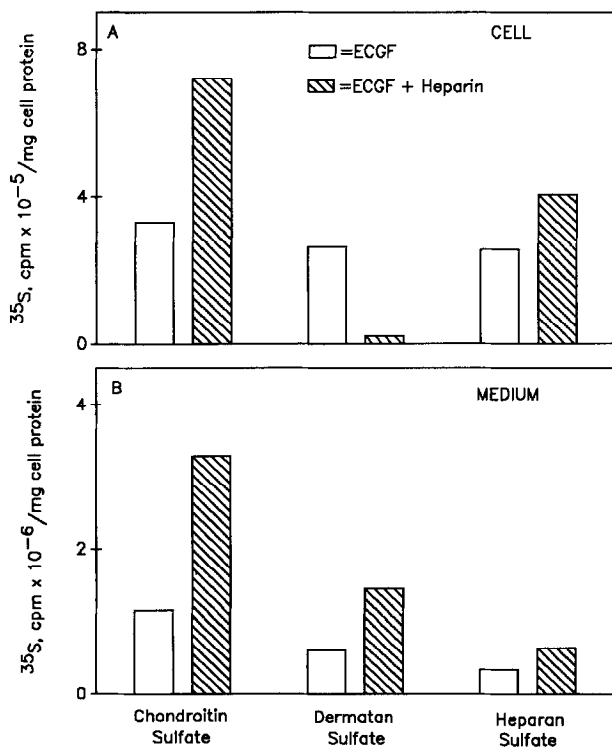 A
CELL
=ECGF
=ECGF + Heparin
8
4
0
35S, cpm x 10−5/mg cell protein
B
MEDIUM
4
2
0
35S, cpm x 10−6/mg cell protein
Chondroitin
Sulfate
Dermatan
Sulfate
Heparan
Sulfate